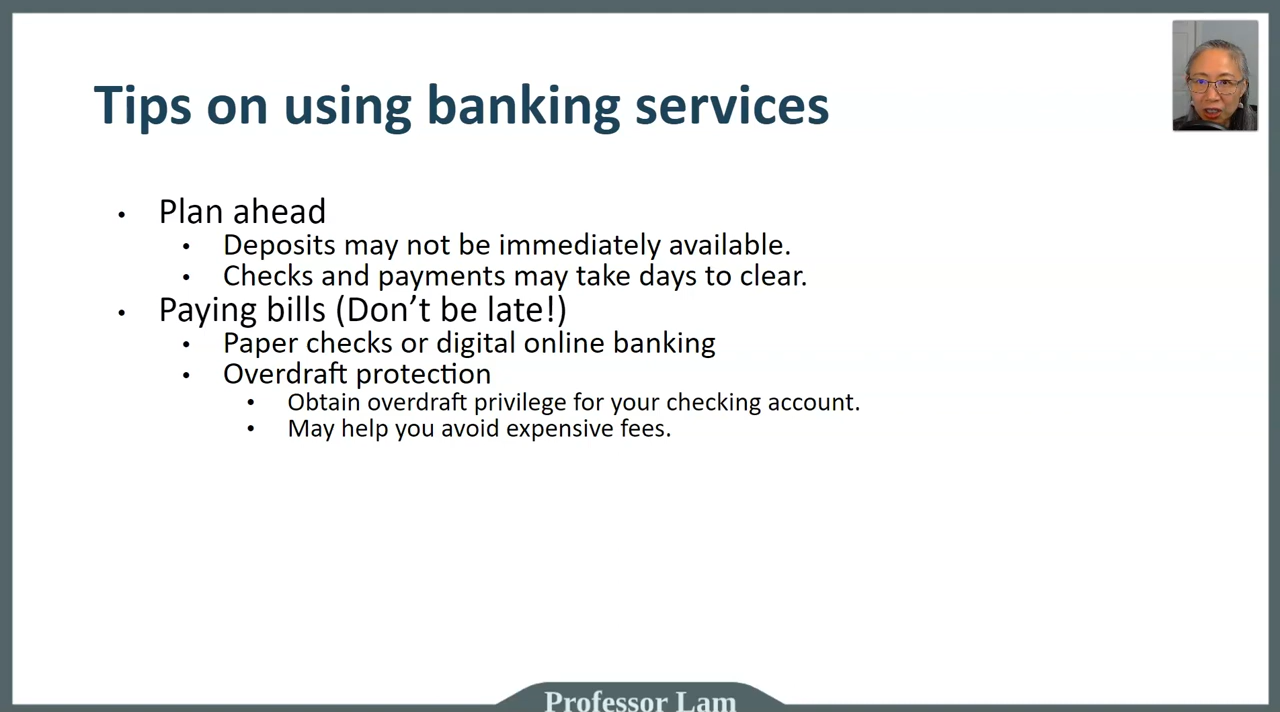 Tips on using banking services
• Plan ahead
• Deposits may not be immediately available.
• Checks and payments may take days to clear.
• Paying bills (Don’t be late!)
• Paper checks or digital online banking
• Overdraft protection
• Obtain overdraft privilege for your checking account.
• May help you avoid expensive fees.
Professor Lam